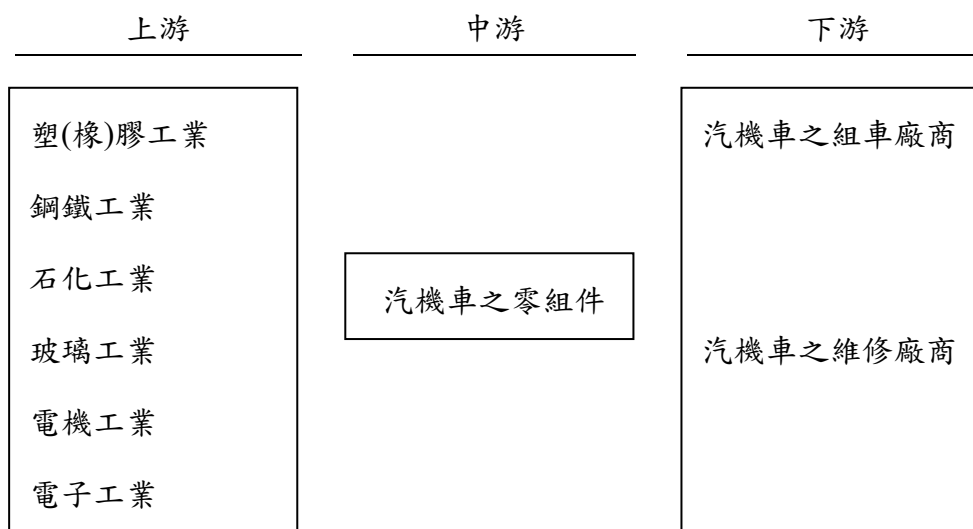 上游
中游
下游
塑(橡)膠工業
鋼鐵工業
石化工業
玻璃工業
電機工業
電子工業
汽機車之零組件
汽機車之組車廠商
汽機車之維修廠商